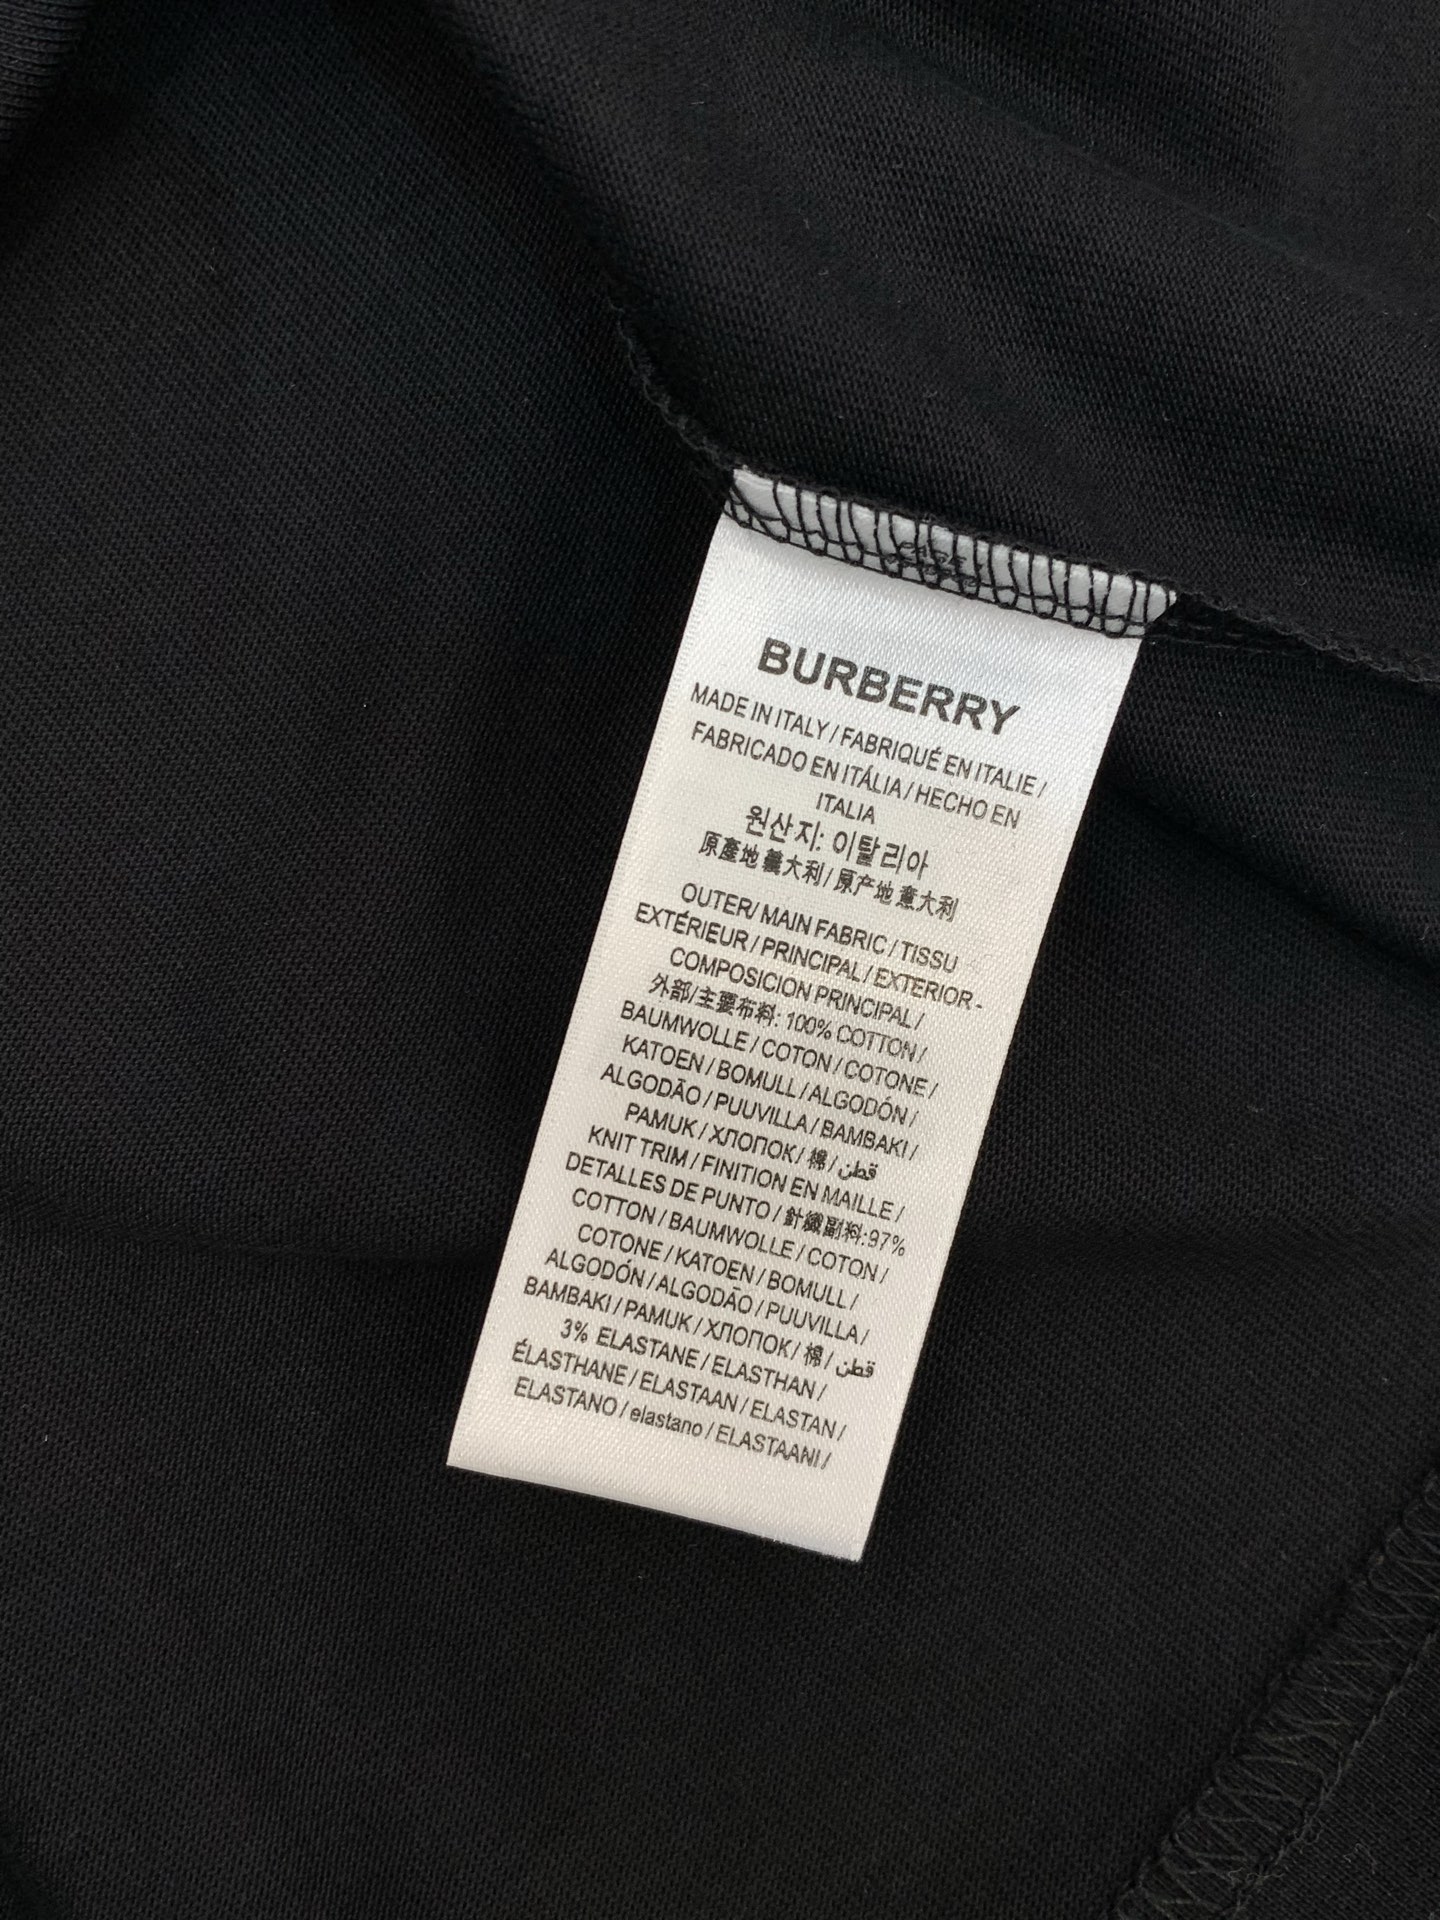 BURBERRY
MADE IN ITALY / FABRIQUÉ EN ITALIE /
FABRICADO EN ITÁLIA / HECHO EN
ITALIA
원산지: 이탈리아
原產地 義大利 / 原产地 意大利
OUTER/ MAIN FABRIC / TISSU
EXTÉRIEUR / PRINCIPAL / EXTERIOR -
COMPOSICION PRINCIPAL /
外部/主要布料: 100% COTTON /
BAUMWOLLE / COTON / COTONE /
KATOEN / BOMULL / ALGODÓN /
ALGODÃO / PUUVILLA / BAMBAKI /
PAMUK / ХЛОПОК / 棉 / قطن
KNIT TRIM / FINITION EN MAILLE /
DETALLES DE PUNTO / 針織副料:97%
COTTON / BAUMWOLLE / COTON /
COTONE / KATOEN / BOMULL /
ALGODÓN / ALGODÃO / PUUVILLA /
BAMBAKI / PAMUK / ХЛОПОК / 棉 / قطن
3% ELASTANE / ELASTHAN /
ÉLASTHANE / ELASTAAN / ELASTAN /
ELASTANO / elastano / ELASTAANI /